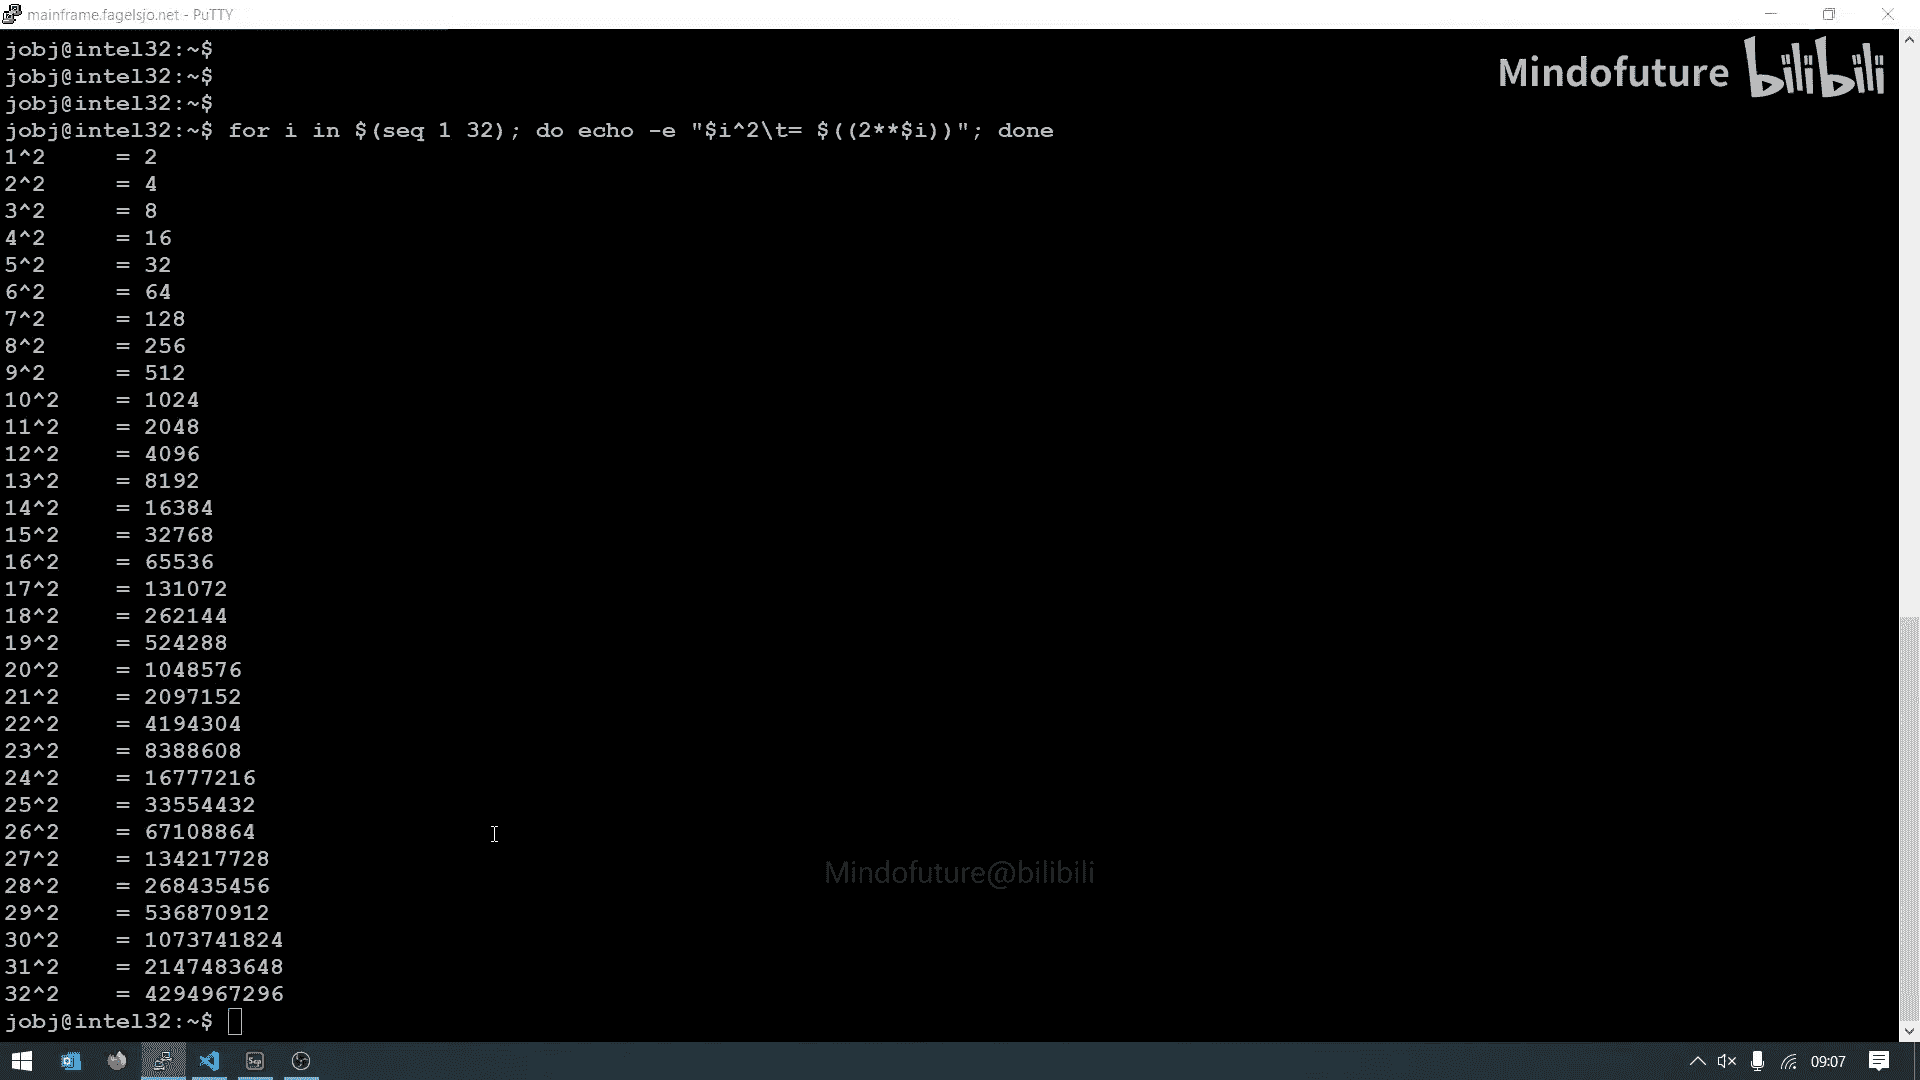 mainframe.fagelsjo.net - PuTTY
jobj@intel32:~$
jobj@intel32:~$
jobj@intel32:~$
Mindofuture bilibili
jobj@intel32:~$ for i in $(seq 1 32); do echo -e "$i^2\t= $((2**$i))"; done
1^2 = 2
2^2 = 4
3^2 = 8
4^2 = 16
5^2 = 32
6^2 = 64
7^2 = 128
8^2 = 256
9^2 = 512
10^2 = 1024
11^2 = 2048
12^2 = 4096
13^2 = 8192
14^2 = 16384
15^2 = 32768
16^2 = 65536
17^2 = 131072
18^2 = 262144
19^2 = 524288
20^2 = 1048576
21^2 = 2097152
22^2 = 4194304
23^2 = 8388608
24^2 = 16777216
25^2 = 33554432
26^2 = 67108864
27^2 = 134217728
28^2 = 268435456
29^2 = 536870912
30^2 = 1073741824
31^2 = 2147483648
32^2 = 4294967296
Mindofuture@bilibili
jobj@intel32:~$
09:07